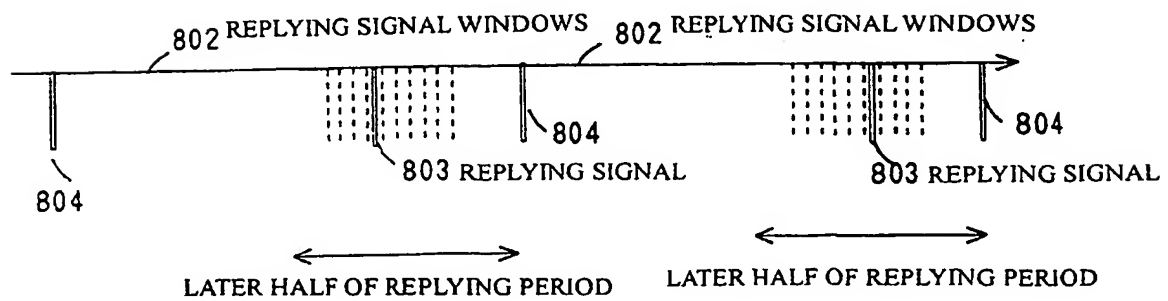 802 REPLYING SIGNAL WINDOWS
802 REPLYING SIGNAL WINDOWS
804
804
803 REPLYING SIGNAL
803 REPLYING SIGNAL
804
LATER HALF OF REPLYING PERIOD
LATER HALF OF REPLYING PERIOD